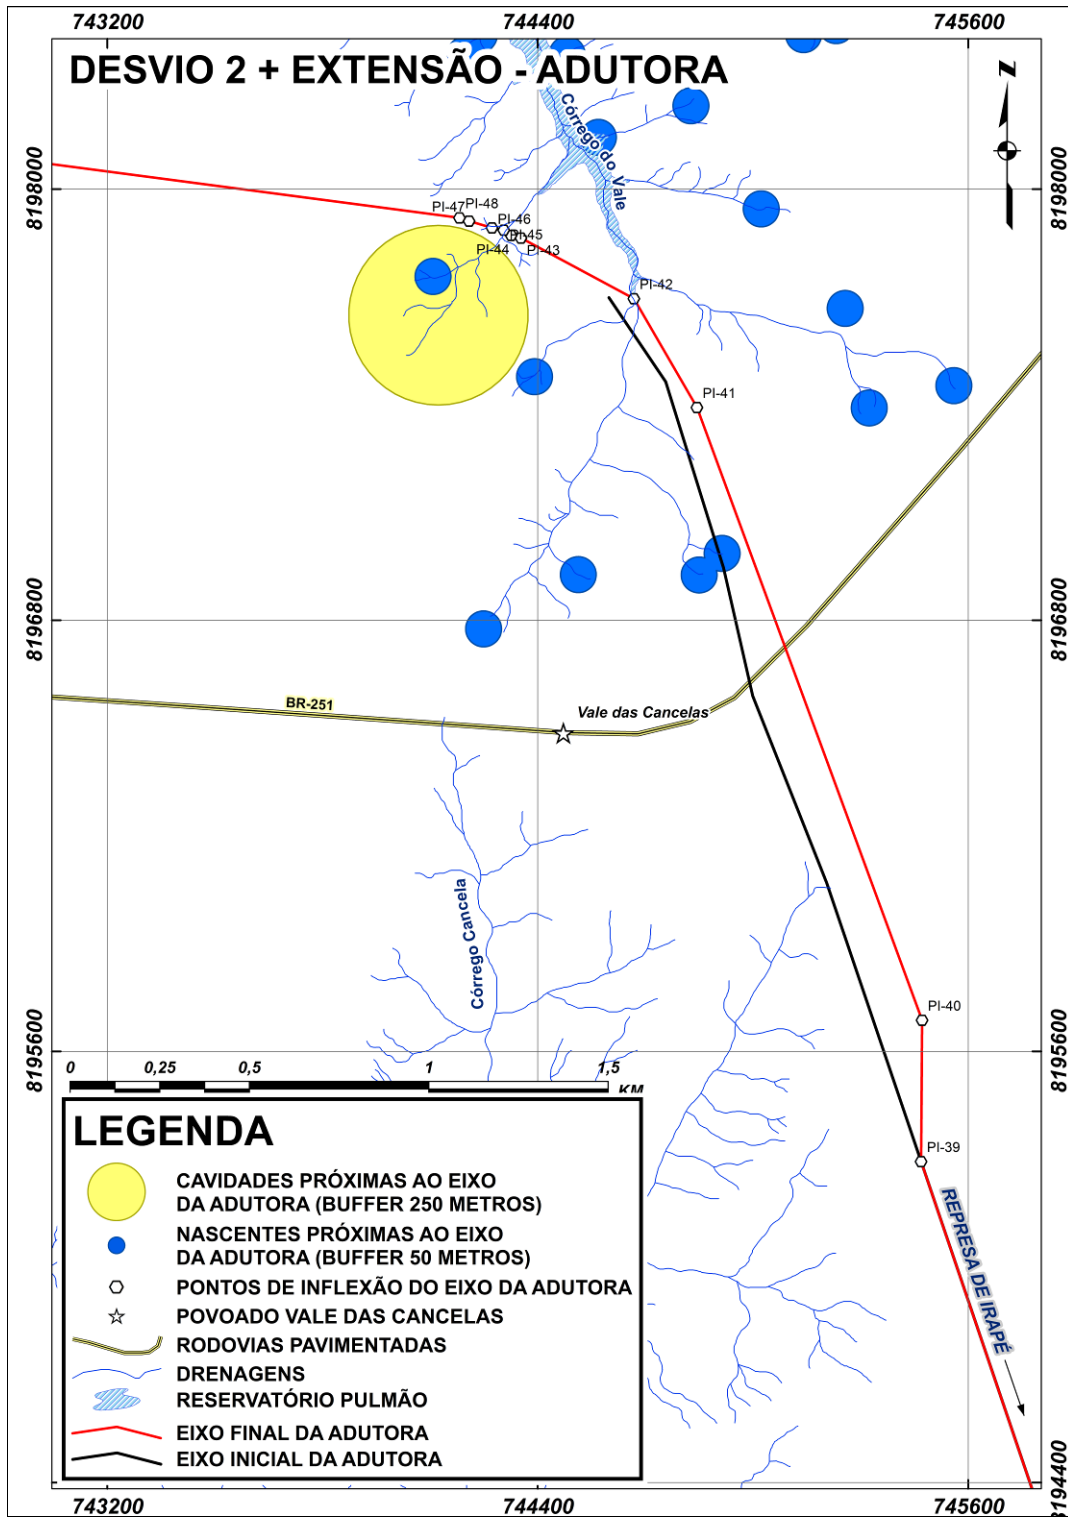 743200
744400
745600
DESVIO 2 + EXTENSÃO - ADUTORA
N
Córrego do Vale
8198000
8198000
PI-47
PI-48
PI-46
PI-45
PI-44
PI-43
PI-42
PI-41
8196800
8196800
BR-251
Vale das Cancelas
Córrego Cancela
PI-40
8195600
8195600
0
0,25
0,5
1
1,5
KM
PI-39
REPRESA DE IRAPÉ
LEGENDA
CAVIDADES PRÓXIMAS AO EIXO
DA ADUTORA (BUFFER 250 METROS)
NASCENTES PRÓXIMAS AO EIXO
DA ADUTORA (BUFFER 50 METROS)
PONTOS DE INFLEXÃO DO EIXO DA ADUTORA
POVOADO VALE DAS CANCELAS
RODOVIAS PAVIMENTADAS
DRENAGENS
RESERVATÓRIO PULMÃO
EIXO FINAL DA ADUTORA
EIXO INICIAL DA ADUTORA
8194400
743200
744400
745600